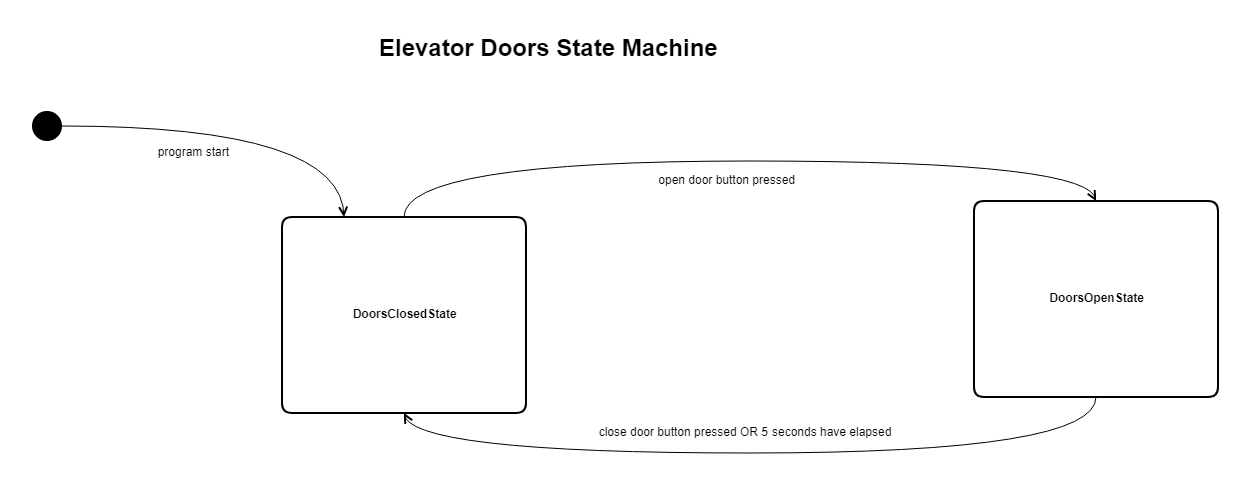 Elevator Doors State Machine
program start
open door button pressed
DoorsClosedState
DoorsOpenState
close door button pressed OR 5 seconds have elapsed